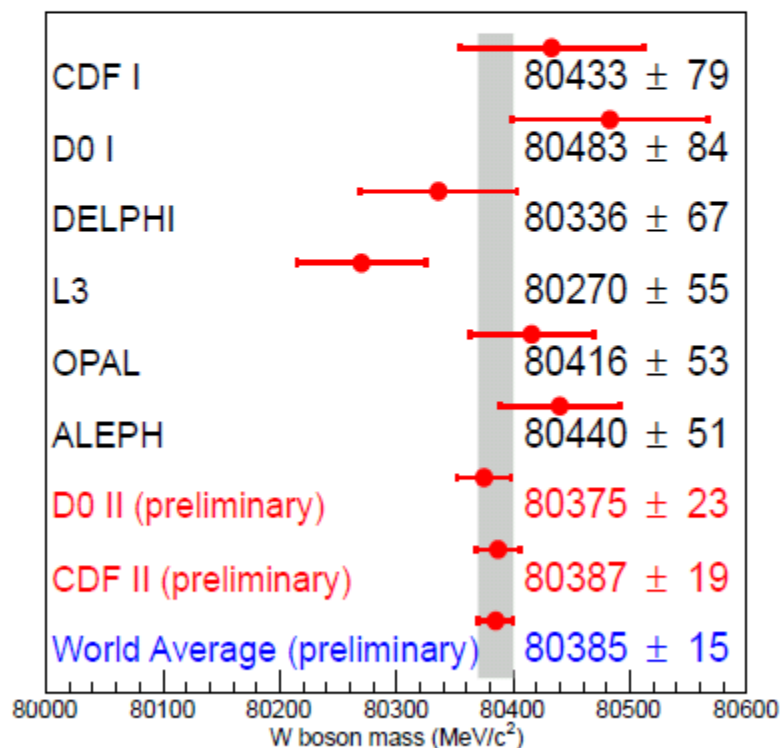 CDF I 80433 ± 79
D0 I 80483 ± 84
DELPHI 80336 ± 67
L3 80270 ± 55
OPAL 80416 ± 53
ALEPH 80440 ± 51
D0 II (preliminary) 80375 ± 23
CDF II (preliminary) 80387 ± 19
World Average (preliminary) 80385 ± 15
80000 80100 80200 80300 80400 80500 80600
W boson mass (MeV/c²)